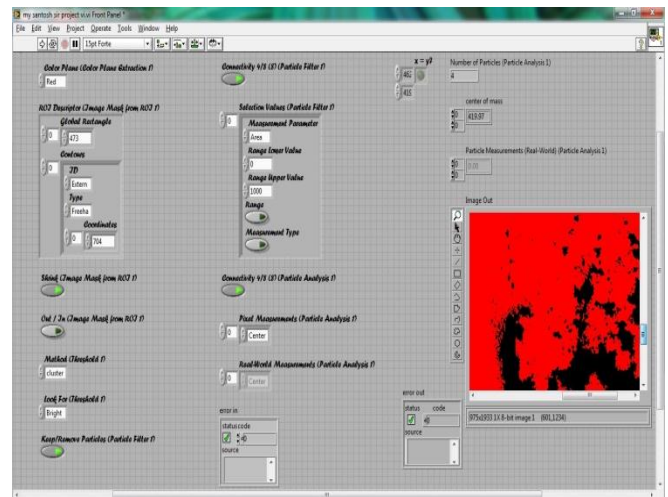 my santosh sir project vi.vi Front Panel *
File Edit View Project Operate Tools Window Help
15pt Forte
Color Plane (Color Plane Extraction 1)
Red
ROI Descriptor (Image Mask from ROI 1)
Global Rectangle
0
473
Contours
0
ID
Extern
Type
Freeha
Coordinates
0
704
Shrink (Image Mask from ROI 1)
Out / In (Image Mask from ROI 1)
Method (Threshold 1)
cluster
Look For (Threshold 1)
Bright
Keep/Remove Particles (Particle Filter 1)
Connectivity 4/8 (8) (Particle Filter 1)
Selection Values (Particle Filter 1)
0
Measurement Parameter
Area
Range Lower Value
0
Range Upper Value
1000
Range
Measurement Type
Connectivity 4/8 (8) (Particle Analysis 1)
Pixel Measurements (Particle Analysis 1)
0
Center
Real-World Measurements (Particle Analysis 1)
0
Center
error in
status code
source
x = y?
Number of Particles (Particle Analysis 1)
4
center of mass
419.97
Particle Measurements (Real-World) (Particle Analysis 1)
0.00
Image Out
975x1933 1X 8-bit image 1 (601,1234)
error out
status code
source